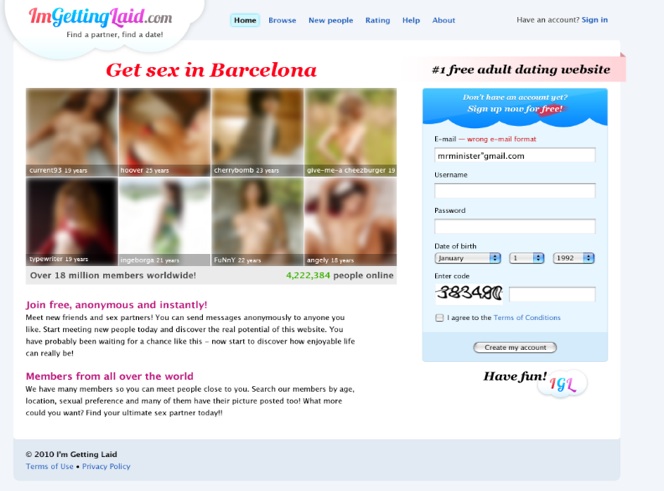 ImGettingLaid.com
Find a partner, find a date!
Home Browse New people Rating Help About
Have an account? Sign in
Get sex in Barcelona
#1 free adult dating website
current93 19 years
hoover 25 years
cherrybomb 23 years
give-me-a cheezburger 19
typewriter 19 years
ingeborga 21 years
FuNnY 22 years
angely 18 years
Over 18 million members worldwide!
4,222,384 people online
Don't have an account yet?
Sign up now for free!
E-mail — wrong e-mail format
mrminister"gmail.com
Username
Password
Date of birth
January 1 1992
Enter code
I agree to the Terms of Conditions
Create my account
Have fun! IGL
Join free, anonymous and instantly!
Meet new friends and sex partners! You can send messages anonymously to anyone you
like. Start meeting new people today and discover the real potential of this website. You
have probably been waiting for a chance like this – now start to discover how enjoyable life
can really be!
Members from all over the world
We have many members so you can meet people close to you. Search our members by age,
location, sexual preference and many of them have their picture posted too! What more
could you want? Find your ultimate sex partner today!!
© 2010 I'm Getting Laid
Terms of Use • Privacy Policy